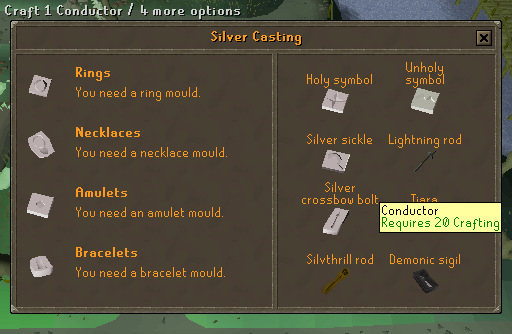 Craft 1 Conductor / 4 more options
Silver Casting
Rings
You need a ring mould.
Necklaces
You need a necklace mould.
Amulets
You need an amulet mould.
Bracelets
You need a bracelet mould.
Holy symbol
Unholy
symbol
Silver sickle
Lightning rod
Silver
crossbow bolt
Tiara
Conductor
Requires 20 Crafting
Silvthrill rod
Demonic sigil